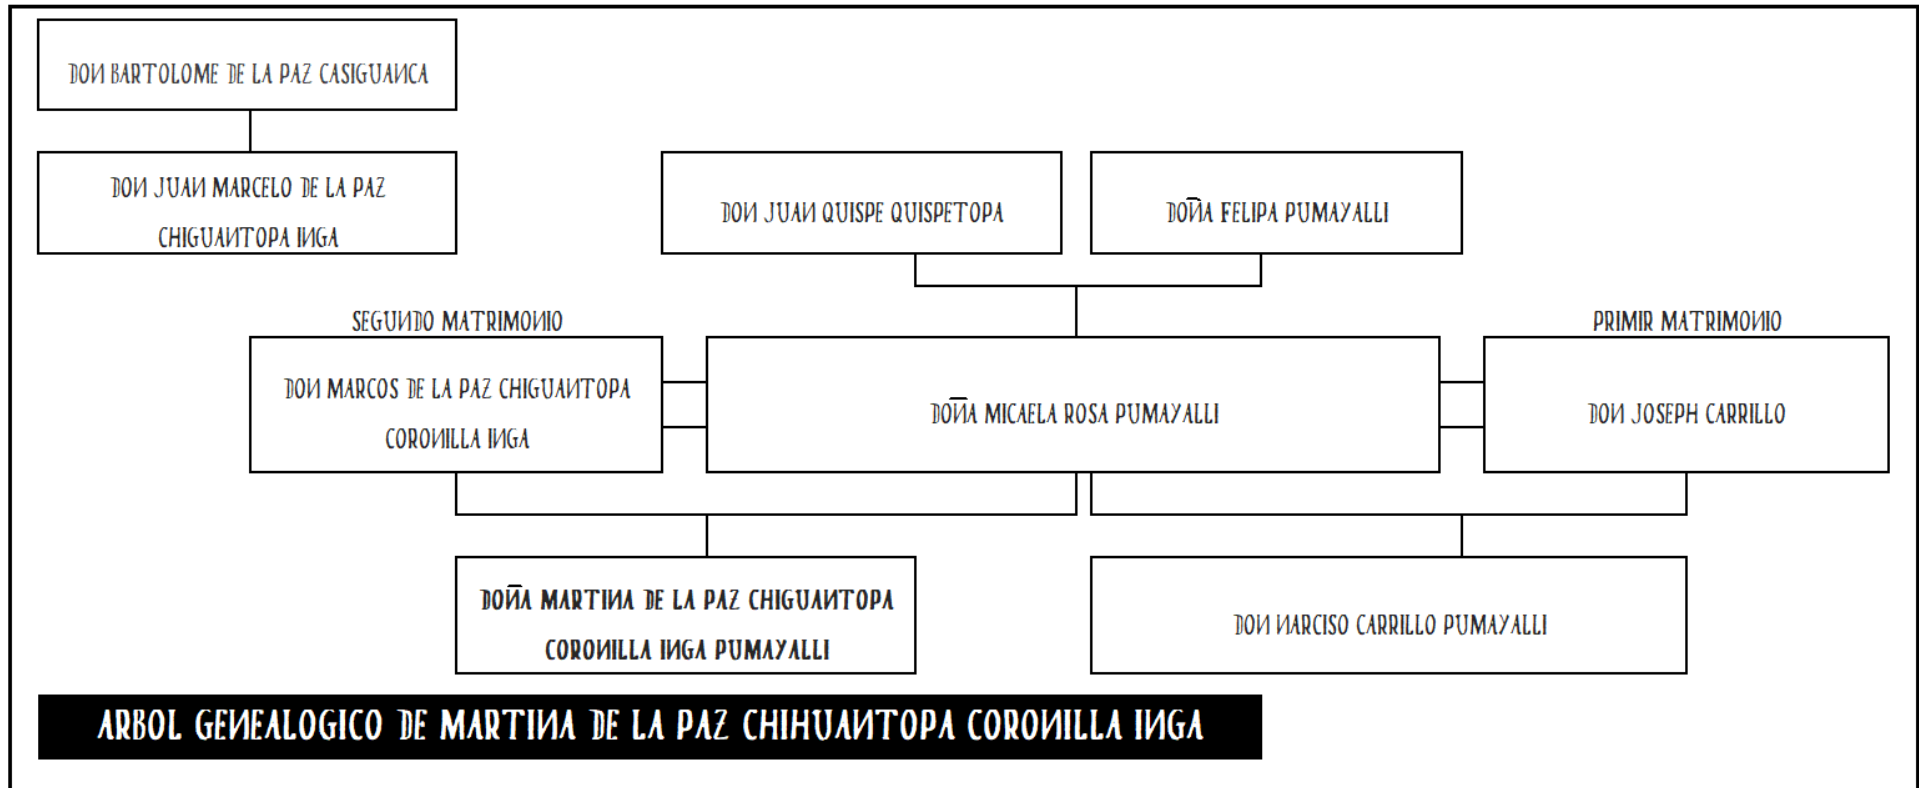 DON BARTOLOME DE LA PAZ CASIGUANCA
DON JUAN MARCELO DE LA PAZ
CHIGUANTOPA INGA
DON JUAN QUISPE QUISPETOPA
DOÑA FELIPA PUMAYALLI
SEGUNDO MATRIMONIO
PRIMIR MATRIMONIO
DON MARCOS DE LA PAZ CHIGUANTOPA
CORONILLA INGA
DOÑA MICAELA ROSA PUMAYALLI
DON JOSEPH CARRILLO
DOÑA MARTINA DE LA PAZ CHIGUANTOPA
CORONILLA INGA PUMAYALLI
DON NARCISO CARRILLO PUMAYALLI
ARBOL GENEALOGICO DE MARTINA DE LA PAZ CHIHUANTOPA CORONILLA INGA